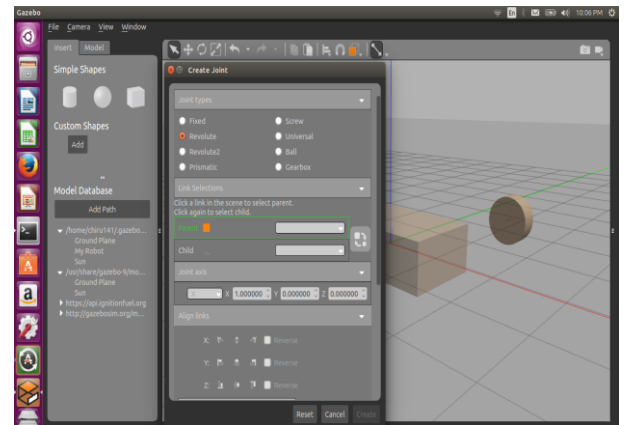 Gazebo
En
10:06 PM
File Camera View Window
Insert Model
Simple Shapes
Custom Shapes
Add
Model Database
Add Path
/home/chiru141/.gazebo...
Ground Plane
My Robot
Sun
/usr/share/gazebo-9/mo...
Ground Plane
Sun
https://api.ignitionfuel.org
http://gazebosim.org/m...
Create Joint
Joint types
Fixed Screw
Revolute Universal
Revolute2 Ball
Prismatic Gearbox
Link Selections
Click a link in the scene to select parent.
Click again to select child.
Parent
Child ...
Joint axis
X X 1.000000 Y 0.000000 Z 0.000000
Align links
X: Reverse
Y: Reverse
Z: Reverse
Reset Cancel Create